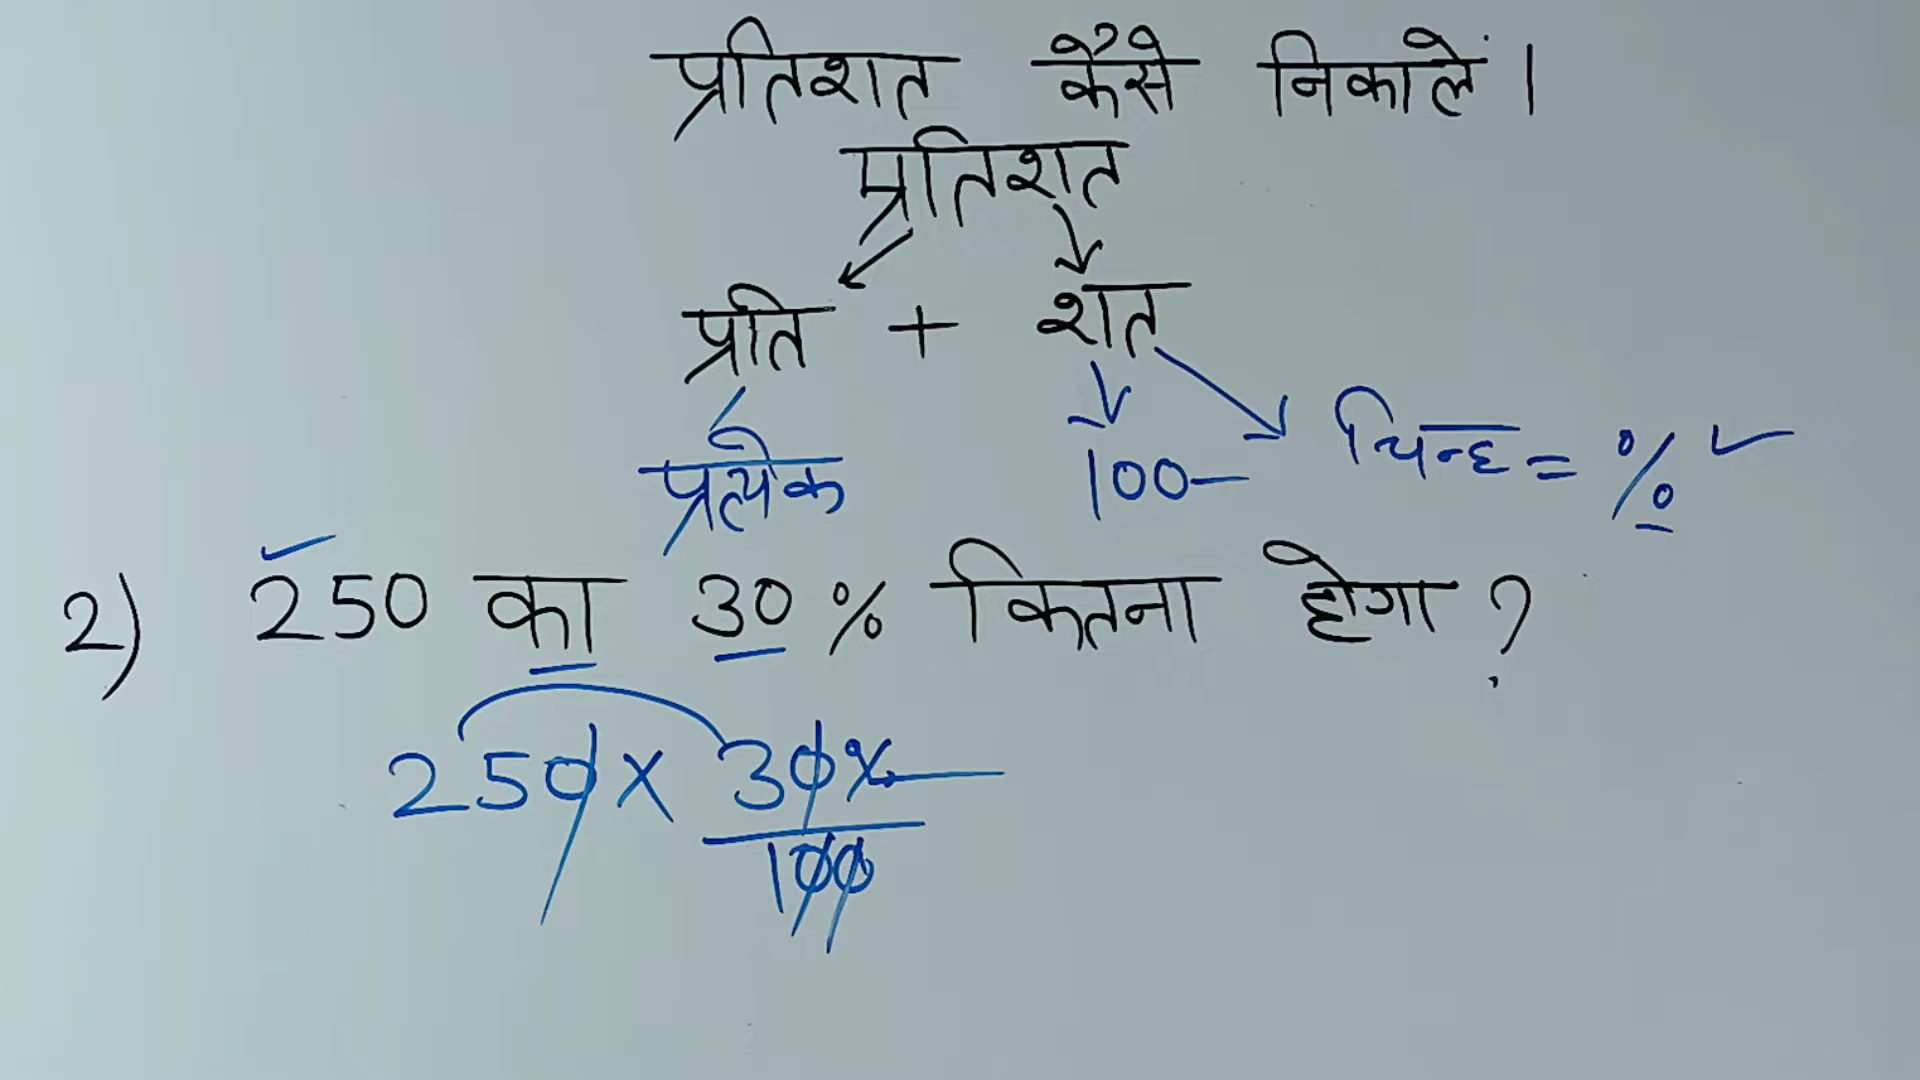 प्रतिशत कैसे निकालें।
प्रतिशत
प्रति + शत
प्रत्येक 100- चिन्ह = %
2) 250 का 30% कितना होगा?
250 × 30%
100